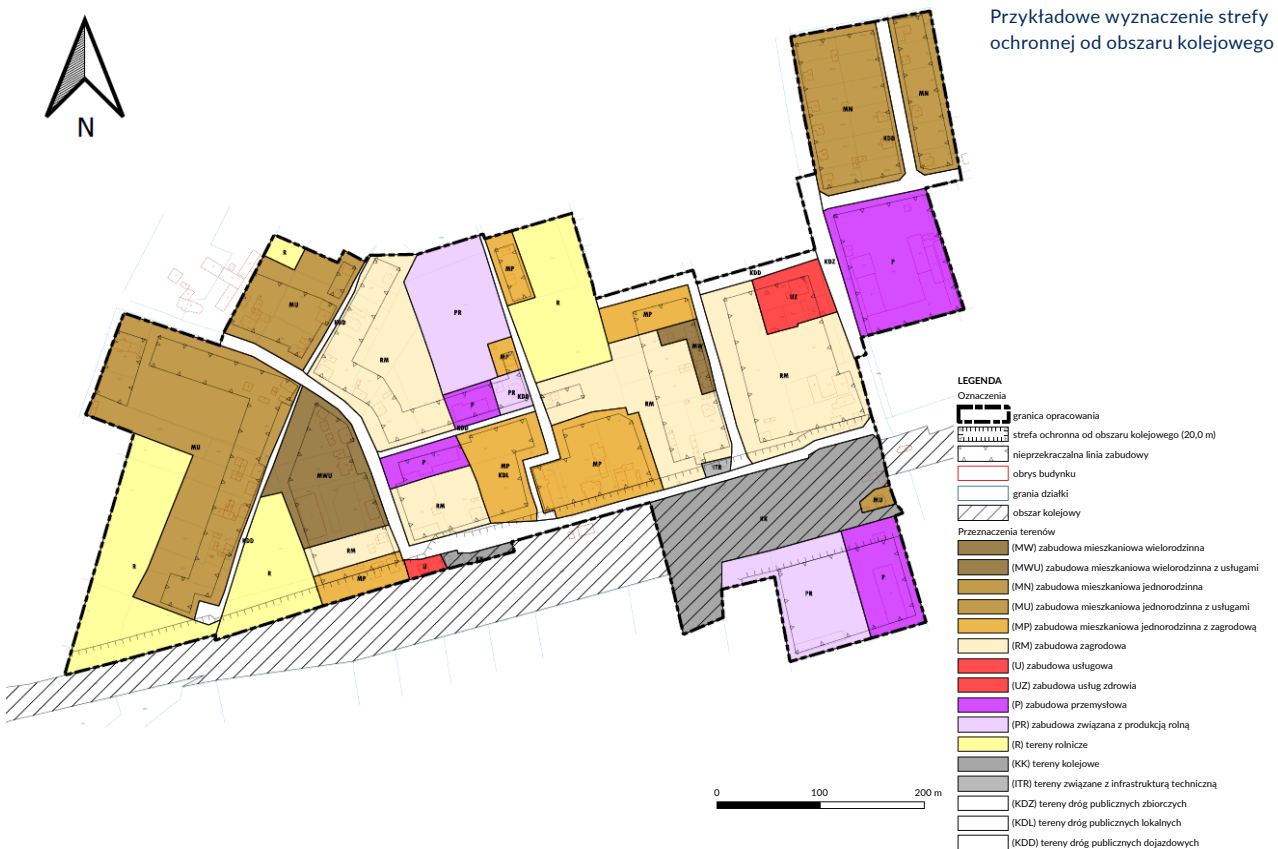 Przykładowe wyznaczenie strefy
ochronnej od obszaru kolejowego
N
MN
MN
KDD
P
KDZ
KDD
UZ
R
MU
KDD
RM
PR
MP
R
MP
MW
RM
MP
PR
KDD
P
KDD
RM
MU
MWU
P
MP
KDL
MP
ITR
RM
KK
MU
KDD
R
R
RM
MP
U
KK
PR
P
LEGENDA
Oznaczenia
granica opracowania
strefa ochronna od obszaru kolejowego (20,0 m)
nieprzekraczalna linia zabudowy
obrys budynku
grania działki
obszar kolejowy
Przeznaczenia terenów
(MW) zabudowa mieszkaniowa wielorodzinna
(MWU) zabudowa mieszkaniowa wielorodzinna z usługami
(MN) zabudowa mieszkaniowa jednorodzinna
(MU) zabudowa mieszkaniowa jednorodzinna z usługami
(MP) zabudowa mieszkaniowa jednorodzinna z zagrodową
(RM) zabudowa zagrodowa
(U) zabudowa usługowa
(UZ) zabudowa usług zdrowia
(P) zabudowa przemysłowa
(PR) zabudowa związana z produkcją rolną
(R) tereny rolnicze
(KK) tereny kolejowe
(ITR) tereny związane z infrastrukturą techniczną
(KDZ) tereny dróg publicznych zbiorczych
(KDL) tereny dróg publicznych lokalnych
(KDD) tereny dróg publicznych dojazdowych
0 100 200 m